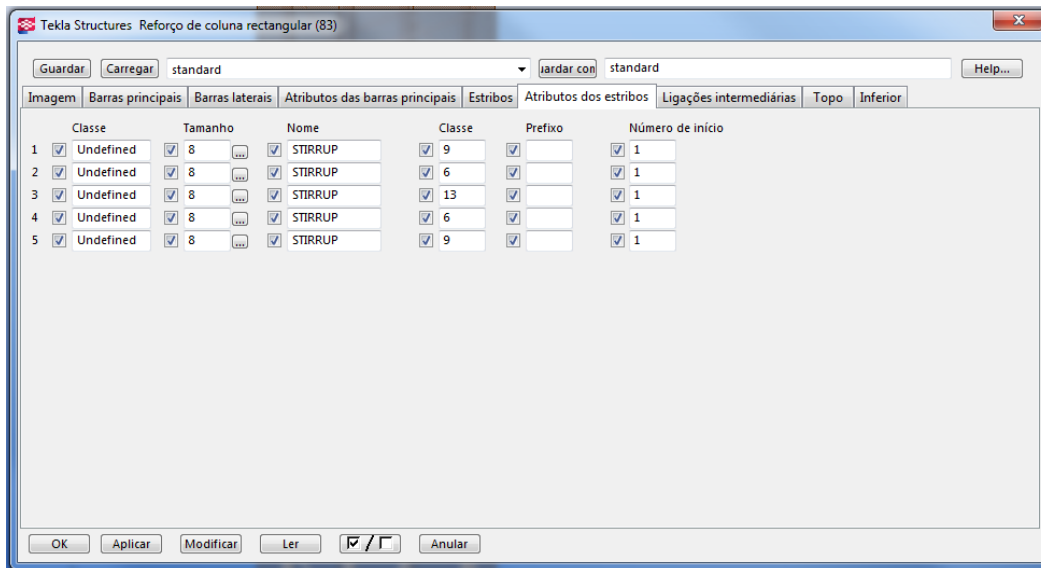 Tekla Structures Reforço de coluna rectangular (83)
Guardar Carregar standard uardar con standard Help...
Imagem Barras principais Barras laterais Atributos das barras principais Estribos Atributos dos estribos Ligações intermediárias Topo Inferior
Classe Tamanho Nome Classe Prefixo Número de início
1 Undefined 8 ... STIRRUP 9 1
2 Undefined 8 ... STIRRUP 6 1
3 Undefined 8 ... STIRRUP 13 1
4 Undefined 8 ... STIRRUP 6 1
5 Undefined 8 ... STIRRUP 9 1
OK Aplicar Modificar Ler / Anular